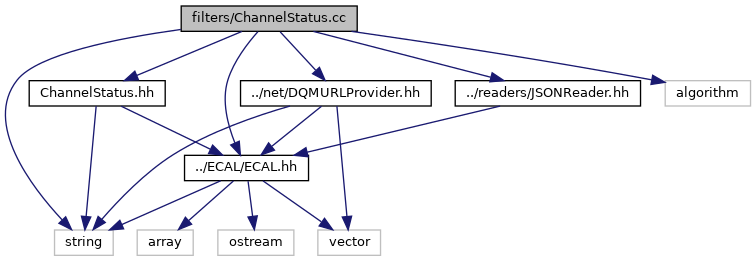 filters/ChannelStatus.cc
ChannelStatus.hh
../net/DQMURLProvider.hh
../readers/JSONReader.hh
algorithm
../ECAL/ECAL.hh
string
array
ostream
vector